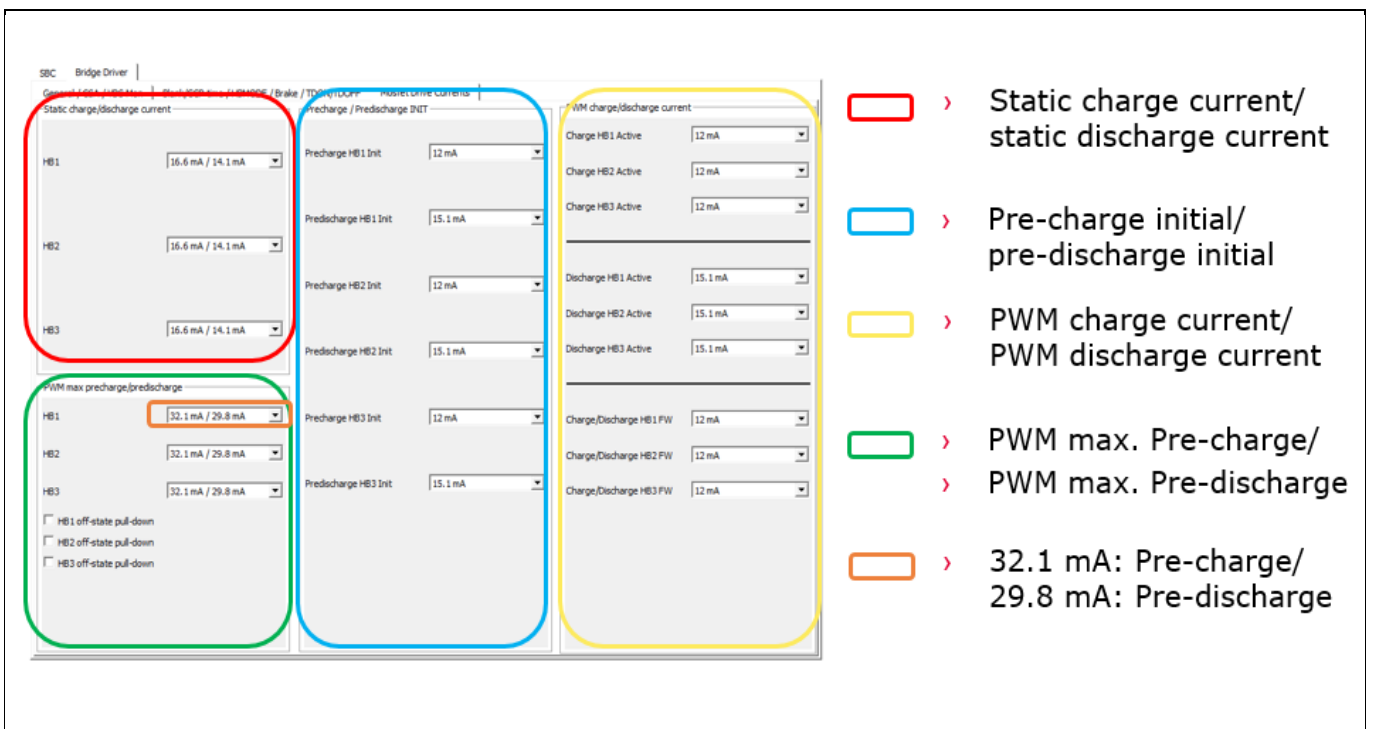 SBC Bridge Driver
Static charge/discharge current
HB1 16.6 mA / 14.1 mA
HB2 16.6 mA / 14.1 mA
HB3 16.6 mA / 14.1 mA
PWM max precharge/predischarge
HB1 32.1 mA / 29.8 mA
HB2 32.1 mA / 29.8 mA
HB3 32.1 mA / 29.8 mA
HB1 off-state pull-down
HB2 off-state pull-down
HB3 off-state pull-down
Precharge / Predischarge INIT
Precharge HB1 Init 12 mA
Predischarge HB1 Init 15.1 mA
Precharge HB2 Init 12 mA
Predischarge HB2 Init 15.1 mA
Precharge HB3 Init 12 mA
Predischarge HB3 Init 15.1 mA
PWM charge/discharge current
Charge HB1 Active 12 mA
Charge HB2 Active 12 mA
Charge HB3 Active 12 mA
Discharge HB1 Active 15.1 mA
Discharge HB2 Active 15.1 mA
Discharge HB3 Active 15.1 mA
Charge/Discharge HB1 FW 12 mA
Charge/Discharge HB2 FW 12 mA
Charge/Discharge HB3 FW 12 mA
› Static charge current/
static discharge current
› Pre-charge initial/
pre-discharge initial
› PWM charge current/
PWM discharge current
› PWM max. Pre-charge/
› PWM max. Pre-discharge
› 32.1 mA: Pre-charge/
29.8 mA: Pre-discharge